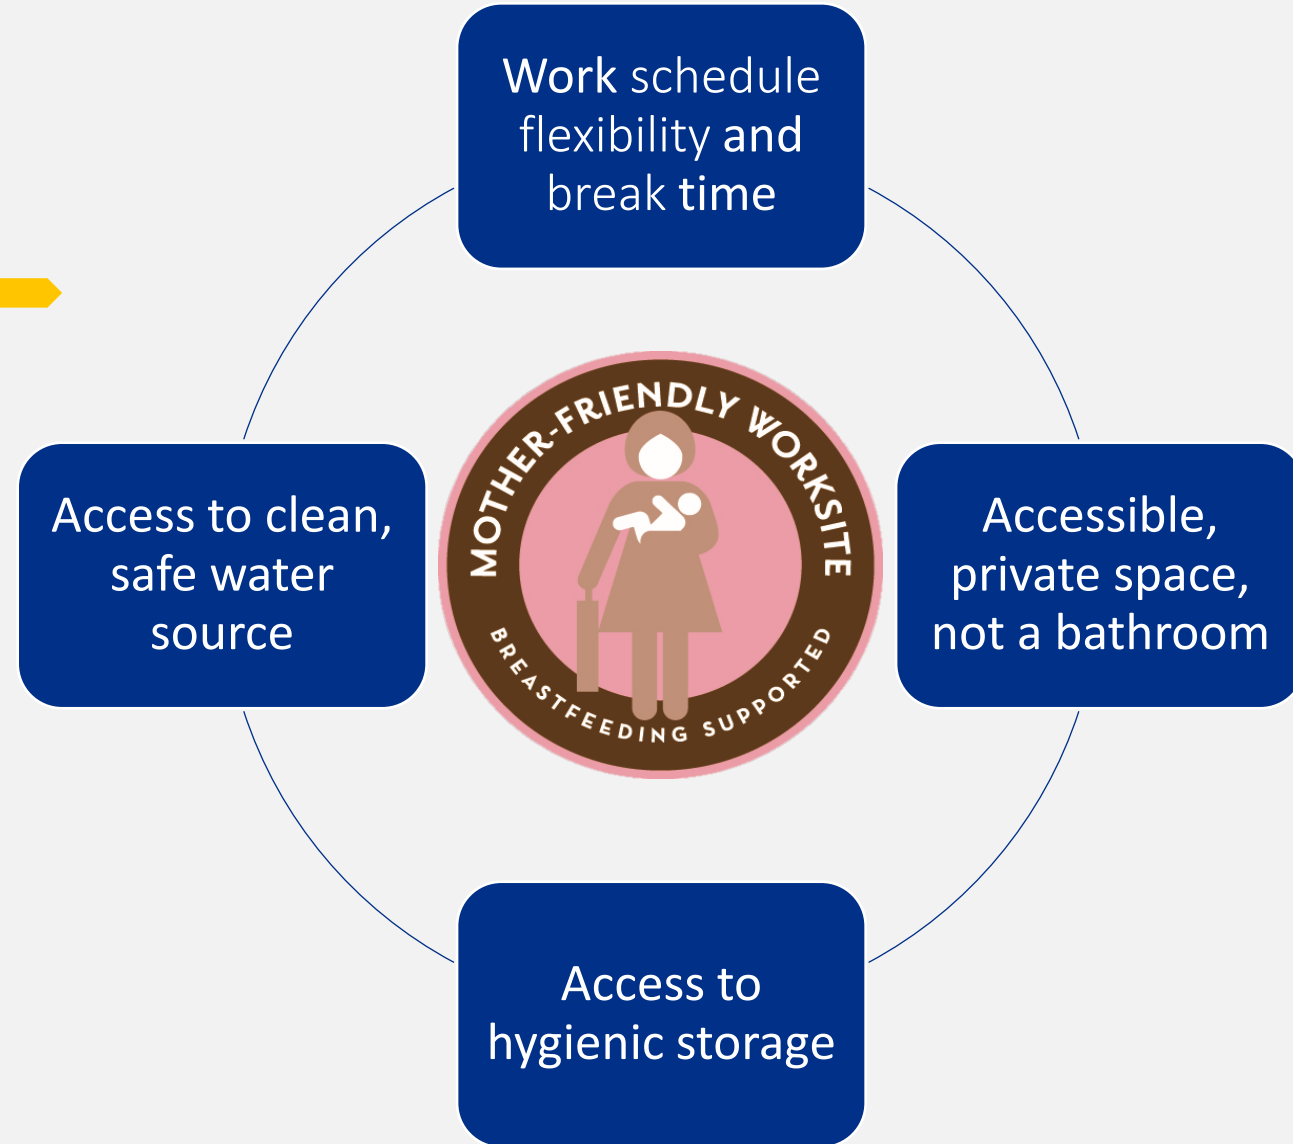 Work schedule
flexibility and
break time
Access to clean,
safe water
source
MOTHER-FRIENDLY WORKSITE
BREASTFEEDING SUPPORTED
Accessible,
private space,
not a bathroom
Access to
hygienic storage